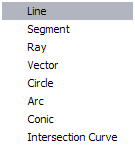 Line
Segment
Ray
Vector
Circle
Arc
Conic
Intersection Curve